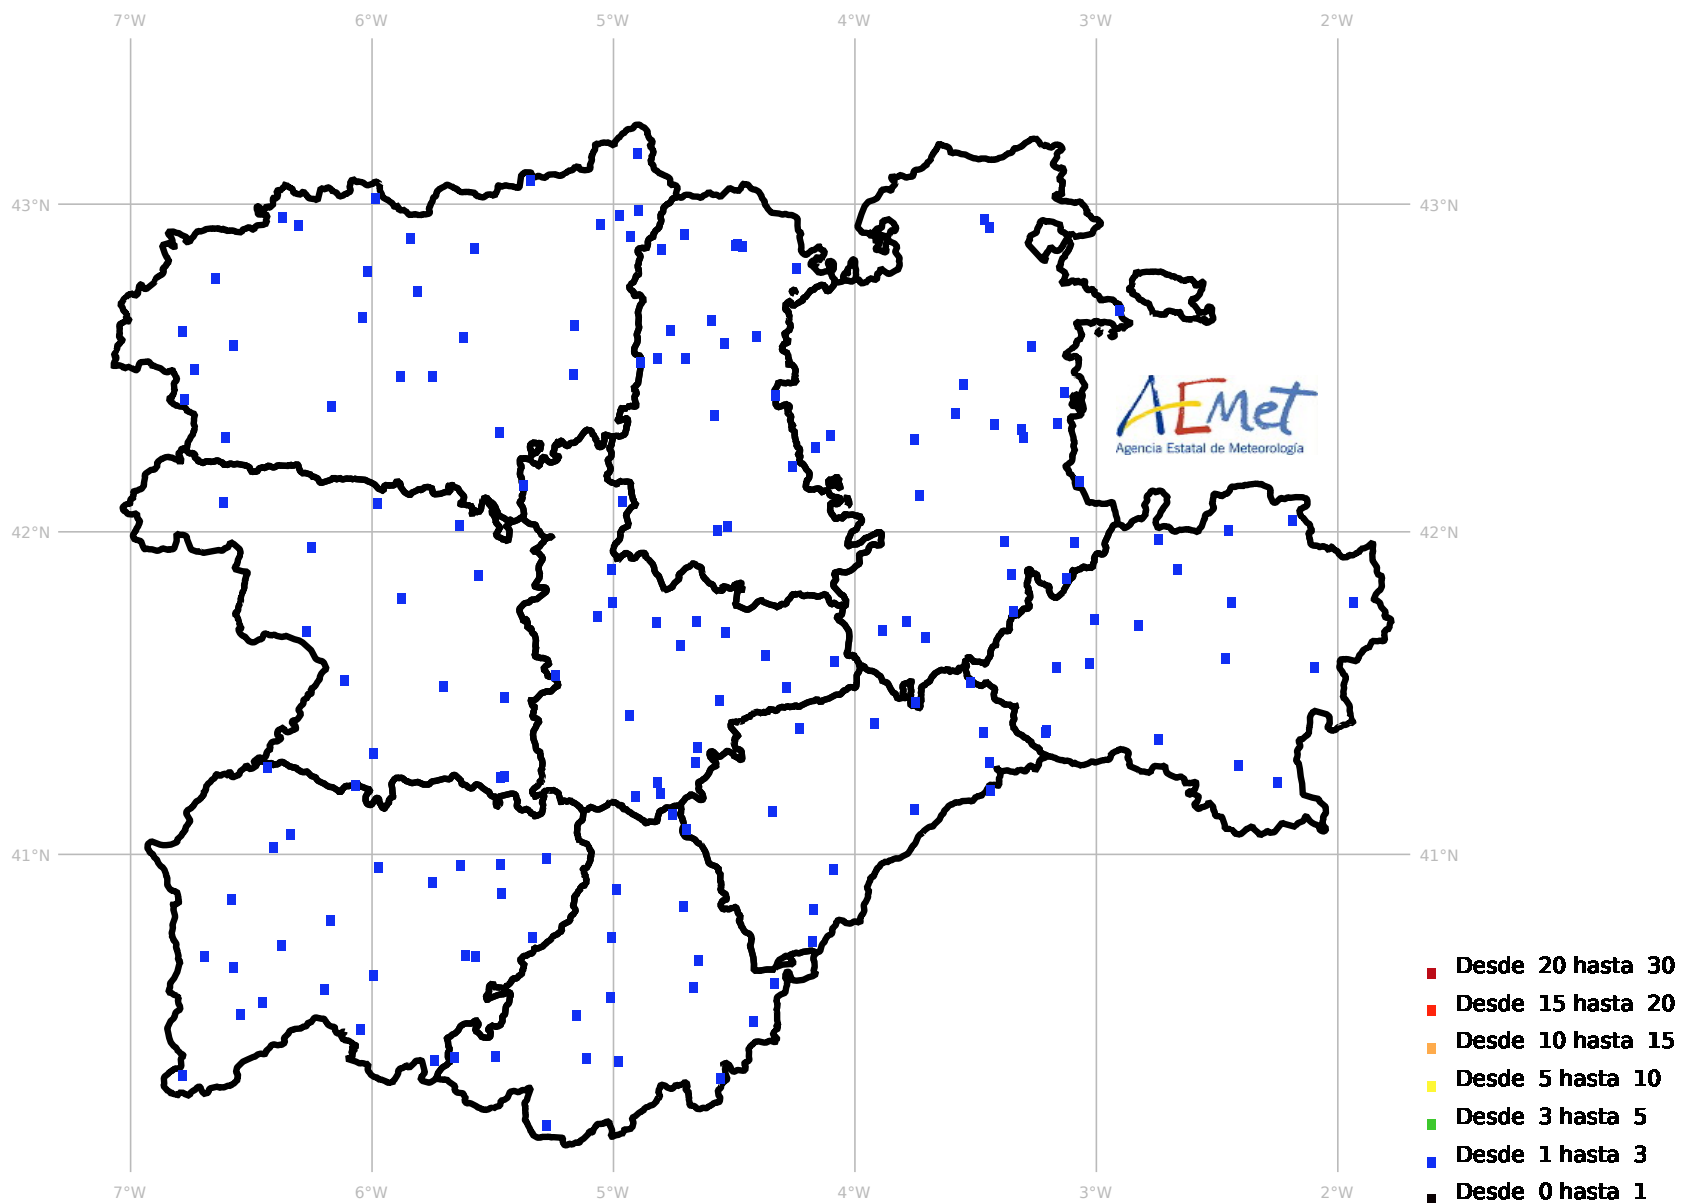 7°W 6°W 5°W 4°W 3°W 2°W
43°N 43°N
AEMet
Agencia Estatal de Meteorología
42°N 42°N
41°N 41°N
Desde 20 hasta 30
Desde 15 hasta 20
Desde 10 hasta 15
Desde 5 hasta 10
Desde 3 hasta 5
Desde 1 hasta 3
Desde 0 hasta 1
7°W 6°W 5°W 4°W 3°W 2°W